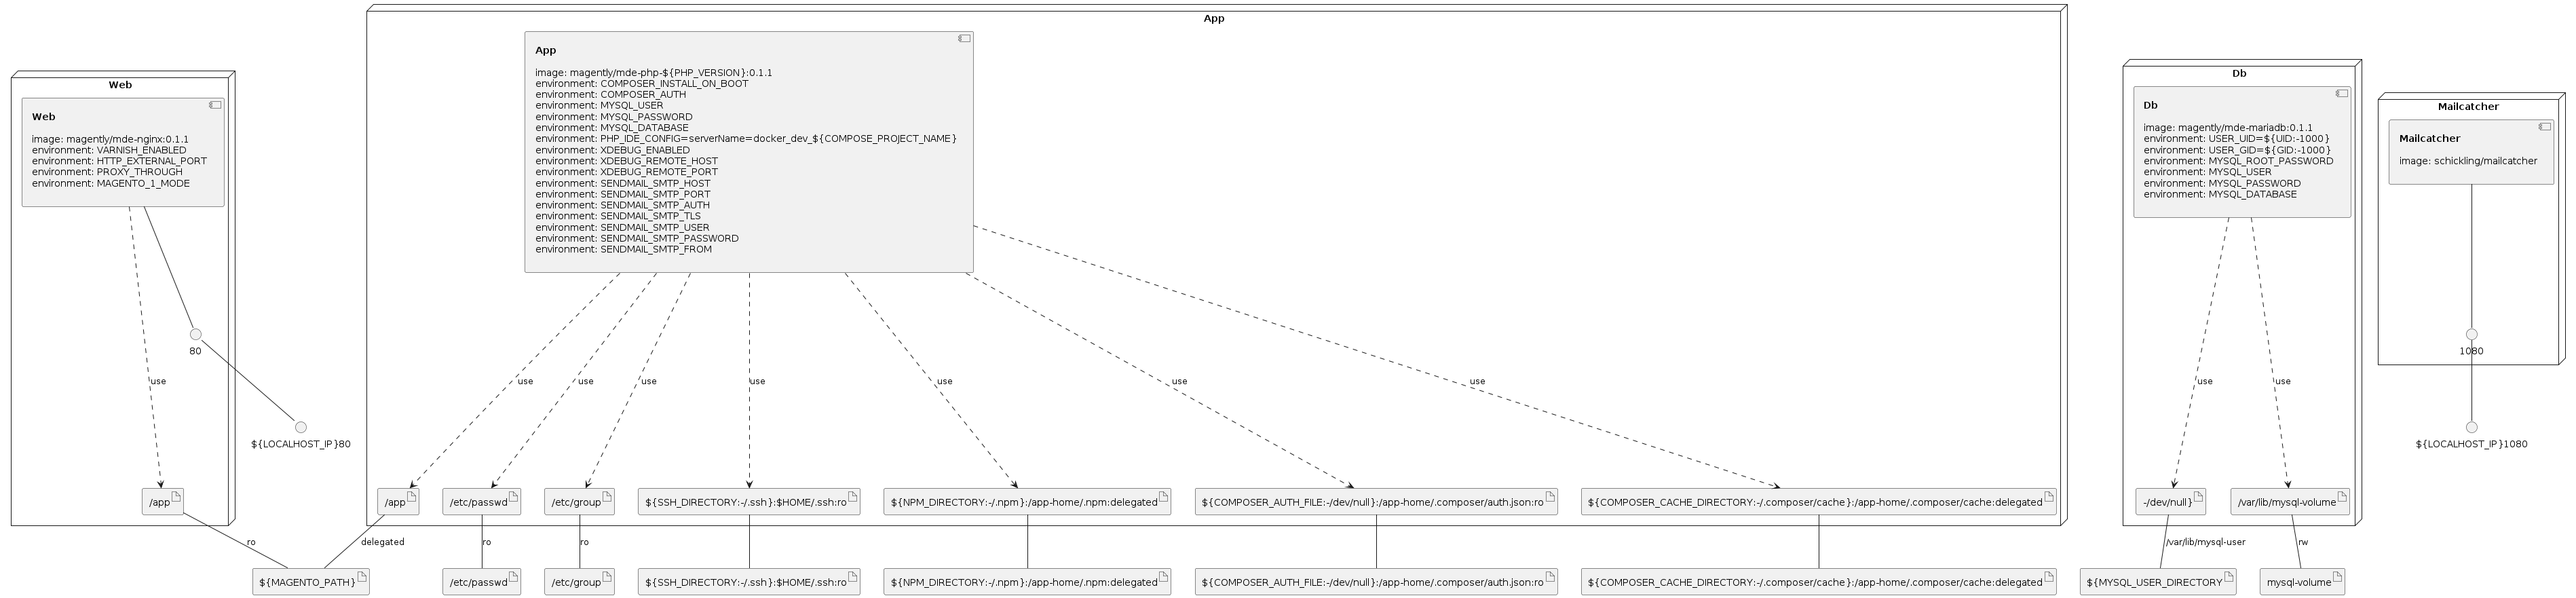 Web
Web
image: magently/mde-nginx:0.1.1
environment: VARNISH_ENABLED
environment: HTTP_EXTERNAL_PORT
environment: PROXY_THROUGH
environment: MAGENTO_1_MODE
use
80
${LOCALHOST_IP}80
/app
ro
${MAGENTO_PATH}
App
App
image: magently/mde-php-${PHP_VERSION}:0.1.1
environment: COMPOSER_INSTALL_ON_BOOT
environment: COMPOSER_AUTH
environment: MYSQL_USER
environment: MYSQL_PASSWORD
environment: MYSQL_DATABASE
environment: PHP_IDE_CONFIG=serverName=docker_dev_${COMPOSE_PROJECT_NAME}
environment: XDEBUG_ENABLED
environment: XDEBUG_REMOTE_HOST
environment: XDEBUG_REMOTE_PORT
environment: SENDMAIL_SMTP_HOST
environment: SENDMAIL_SMTP_PORT
environment: SENDMAIL_SMTP_AUTH
environment: SENDMAIL_SMTP_TLS
environment: SENDMAIL_SMTP_USER
environment: SENDMAIL_SMTP_PASSWORD
environment: SENDMAIL_SMTP_FROM
use
use
use
use
use
use
use
/app
/etc/passwd
/etc/group
${SSH_DIRECTORY:-/.ssh}:$HOME/.ssh:ro
${NPM_DIRECTORY:-/.npm}:/app-home/.npm:delegated
${COMPOSER_AUTH_FILE:-/dev/null}:/app-home/.composer/auth.json:ro
${COMPOSER_CACHE_DIRECTORY:-/.composer/cache}:/app-home/.composer/cache:delegated
delegated
ro
ro
/etc/passwd
/etc/group
${SSH_DIRECTORY:-/.ssh}:$HOME/.ssh:ro
${NPM_DIRECTORY:-/.npm}:/app-home/.npm:delegated
${COMPOSER_AUTH_FILE:-/dev/null}:/app-home/.composer/auth.json:ro
${COMPOSER_CACHE_DIRECTORY:-/.composer/cache}:/app-home/.composer/cache:delegated
Db
Db
image: magently/mde-mariadb:0.1.1
environment: USER_UID=${UID:-1000}
environment: USER_GID=${GID:-1000}
environment: MYSQL_ROOT_PASSWORD
environment: MYSQL_USER
environment: MYSQL_PASSWORD
environment: MYSQL_DATABASE
use
use
-/dev/null}
/var/lib/mysql-volume
/var/lib/mysql-user
rw
${MYSQL_USER_DIRECTORY
mysql-volume
Mailcatcher
Mailcatcher
image: schickling/mailcatcher
1080
${LOCALHOST_IP}1080